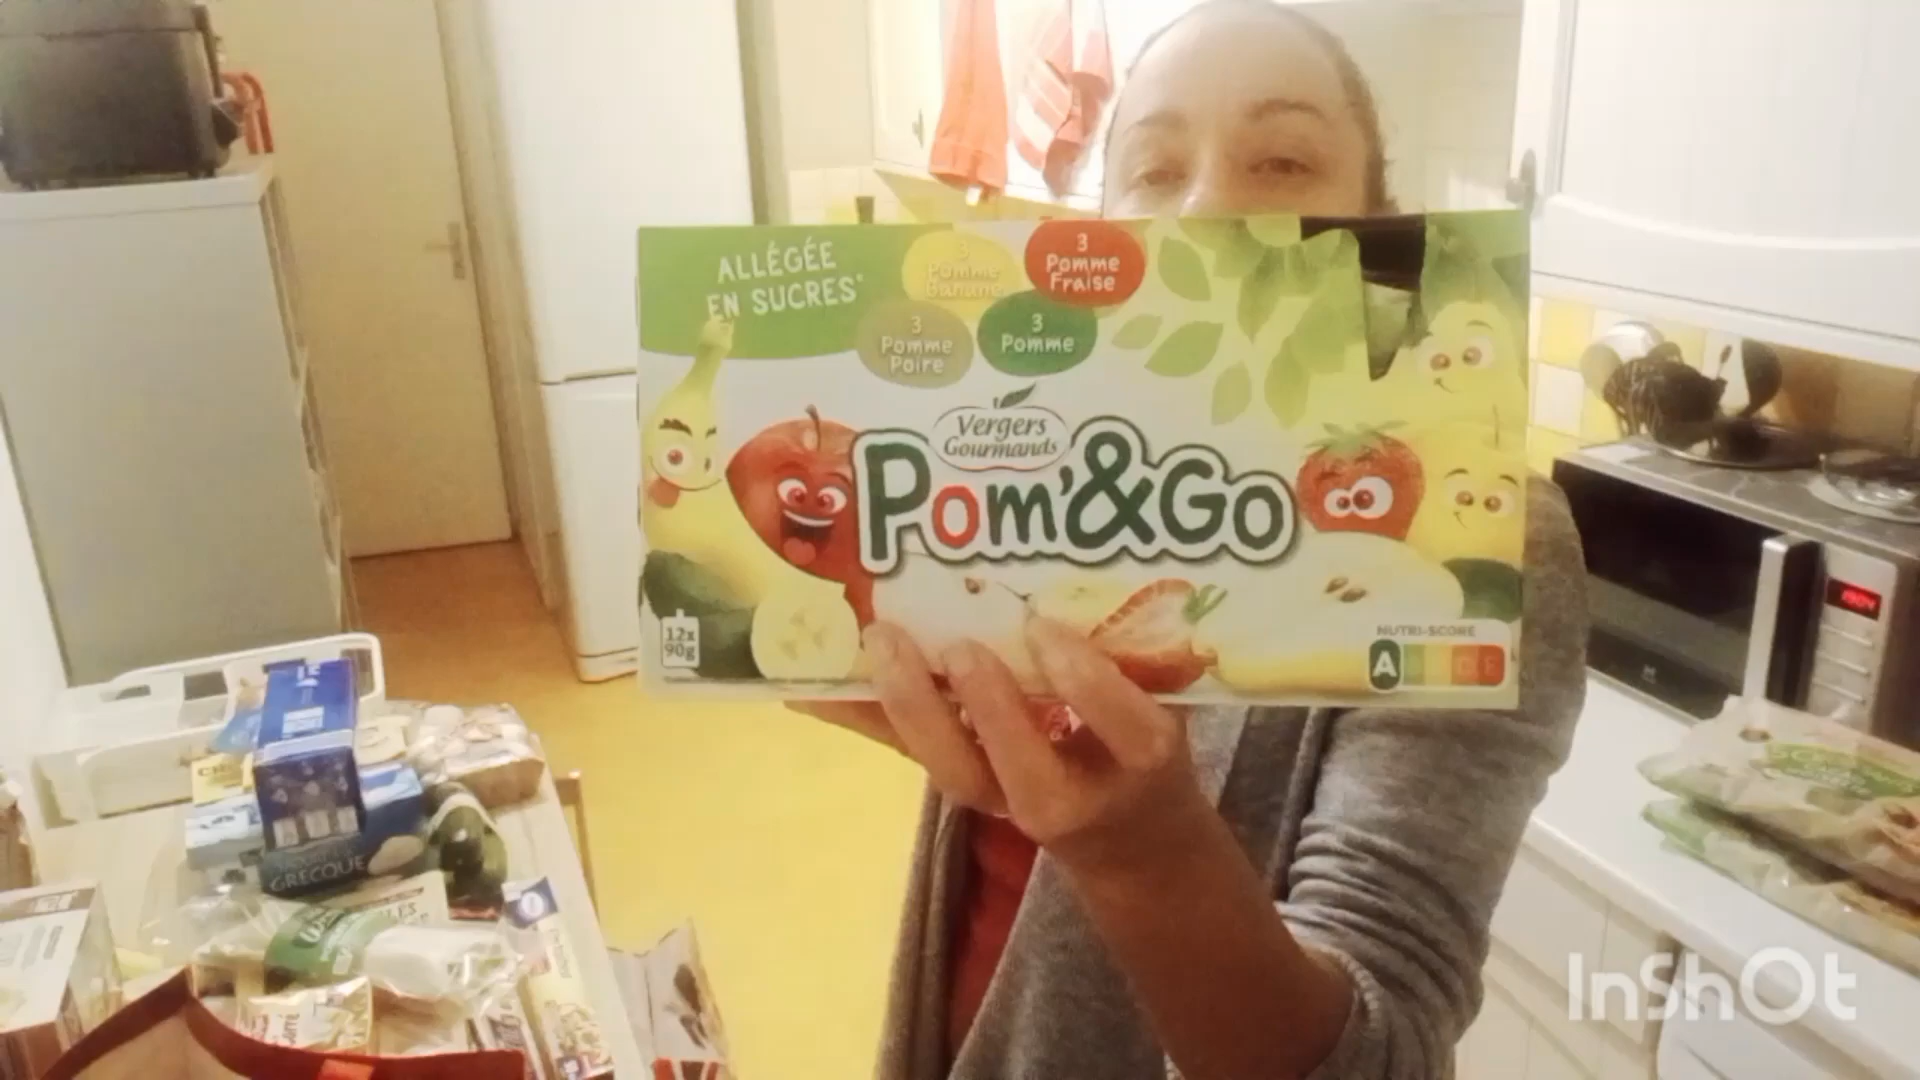 ALLÉGÉE
EN SUCRES*
3
Pomme
Banane
3
Pomme
Fraise
3
Pomme
Poire
3
Pomme
Vergers
Gourmands
Pom'&Go
12x
90g
NUTRI-SCORE
A
GRECQUE
InShOt